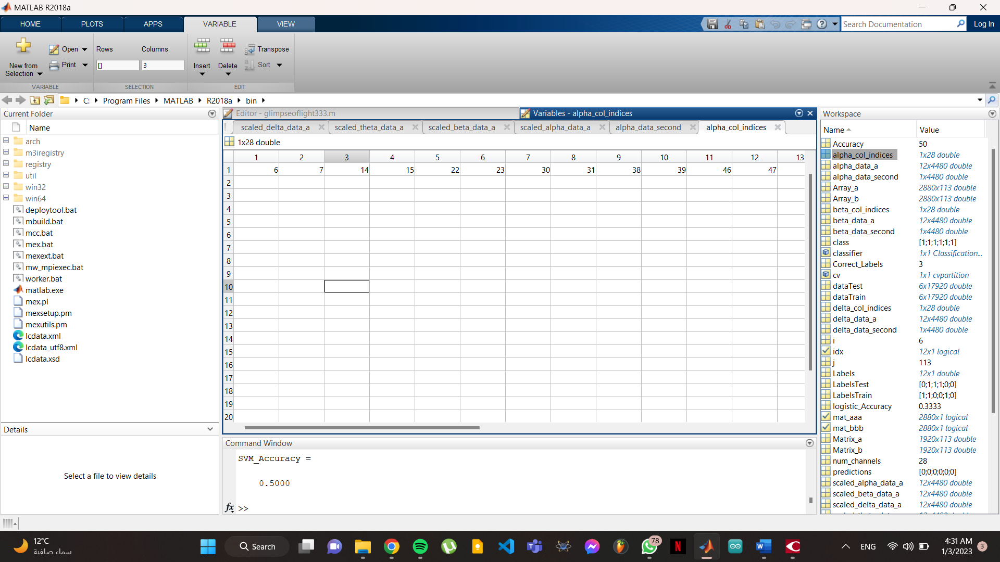 MATLAB R2018a
HOME PLOTS APPS VARIABLE VIEW
Search Documentation
Log In
New from
Selection
Open
Print
Rows Columns
[] 3
Insert Delete
Transpose
Sort
VARIABLE SELECTION EDIT
C: Program Files MATLAB R2018a bin
Current Folder
Name
arch
m3iregistry
registry
util
win32
win64
deploytool.bat
mbuild.bat
mcc.bat
mex.bat
mexext.bat
mw_mpiexec.bat
worker.bat
matlab.exe
mex.pl
mexsetup.pm
mexutils.pm
lcdata.xml
lcdata_utf8.xml
lcdata.xsd
Details
Select a file to view details
Editor - glimpseoflight333.m
Variables - alpha_col_indices
scaled_delta_data_a scaled_theta_data_a scaled_beta_data_a scaled_alpha_data_a alpha_data_second alpha_col_indices
1x28 double
1 2 3 4 5 6 7 8 9 10 11 12 13
1 6 7 14 15 22 23 30 31 38 39 46 47
2
3
4
5
6
7
8
9
10
11
12
13
14
15
16
17
18
19
20
Command Window
SVM_Accuracy =
0.5000
fx >>
Workspace
Name Value
Accuracy 50
alpha_col_indices 1x28 double
alpha_data_a 12x4480 double
alpha_data_second 1x4480 double
Array_a 2880x113 double
Array_b 2880x113 double
beta_col_indices 1x28 double
beta_data_a 12x4480 double
beta_data_second 1x4480 double
class [1;1;1;1;1;1]
classifier 1x1 Classification...
Correct_Labels 3
cv 1x1 cvpartition
dataTest 6x17920 double
dataTrain 6x17920 double
delta_col_indices 1x28 double
delta_data_a 12x4480 double
delta_data_second 1x4480 double
i 6
idx 12x1 logical
j 113
Labels 12x1 double
LabelsTest [0;1;1;1;0;0]
LabelsTrain [1;1;0;0;1;0]
logistic_Accuracy 0.3333
mat_aaa 2880x1 logical
mat_bbb 2880x1 logical
Matrix_a 1920x113 double
Matrix_b 1920x113 double
num_channels 28
predictions [0;0;0;0;0;0]
scaled_alpha_data_a 12x4480 double
scaled_beta_data_a 12x4480 double
scaled_delta_data_a 12x4480 double
12°C
سماء صافية
Search
78
ENG
4:31 AM
1/3/2023
3